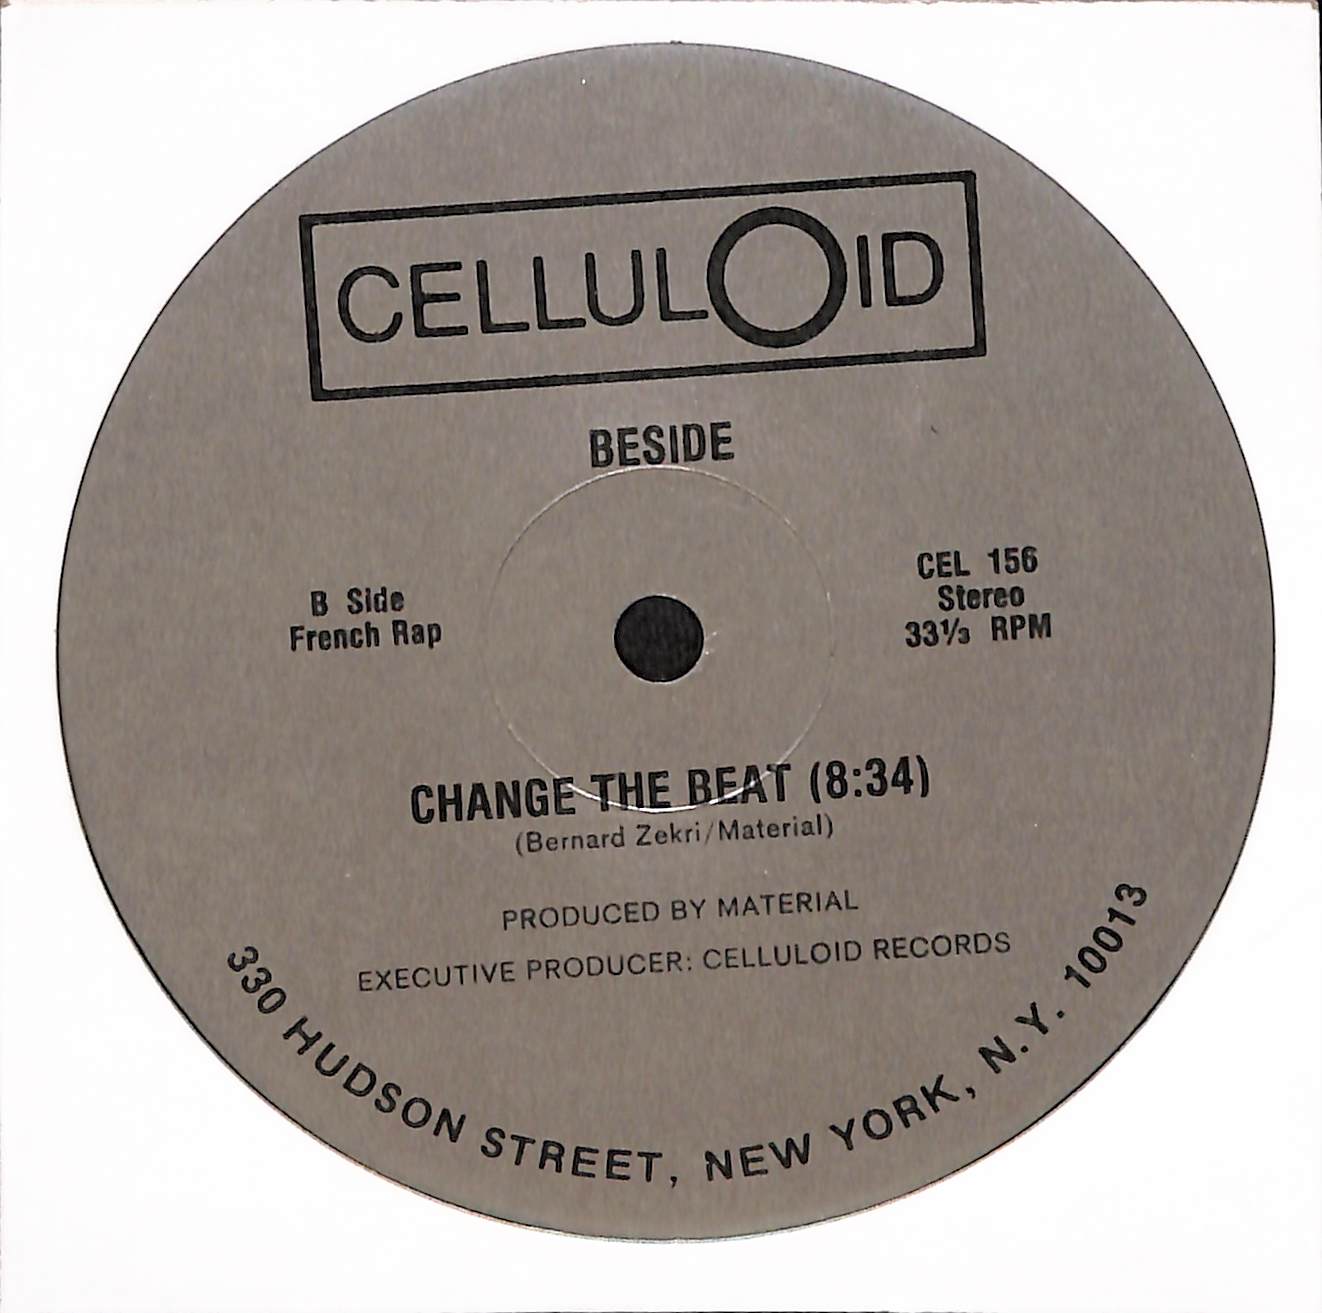 CELLULOID
BESIDE
B Side
French Rap
CEL 156
Stereo
33⅓ RPM
CHANGE THE BEAT (8:34)
(Bernard Zekri/Material)
PRODUCED BY MATERIAL
EXECUTIVE PRODUCER: CELLULOID RECORDS
330 HUDSON STREET, NEW YORK, N.Y. 10013